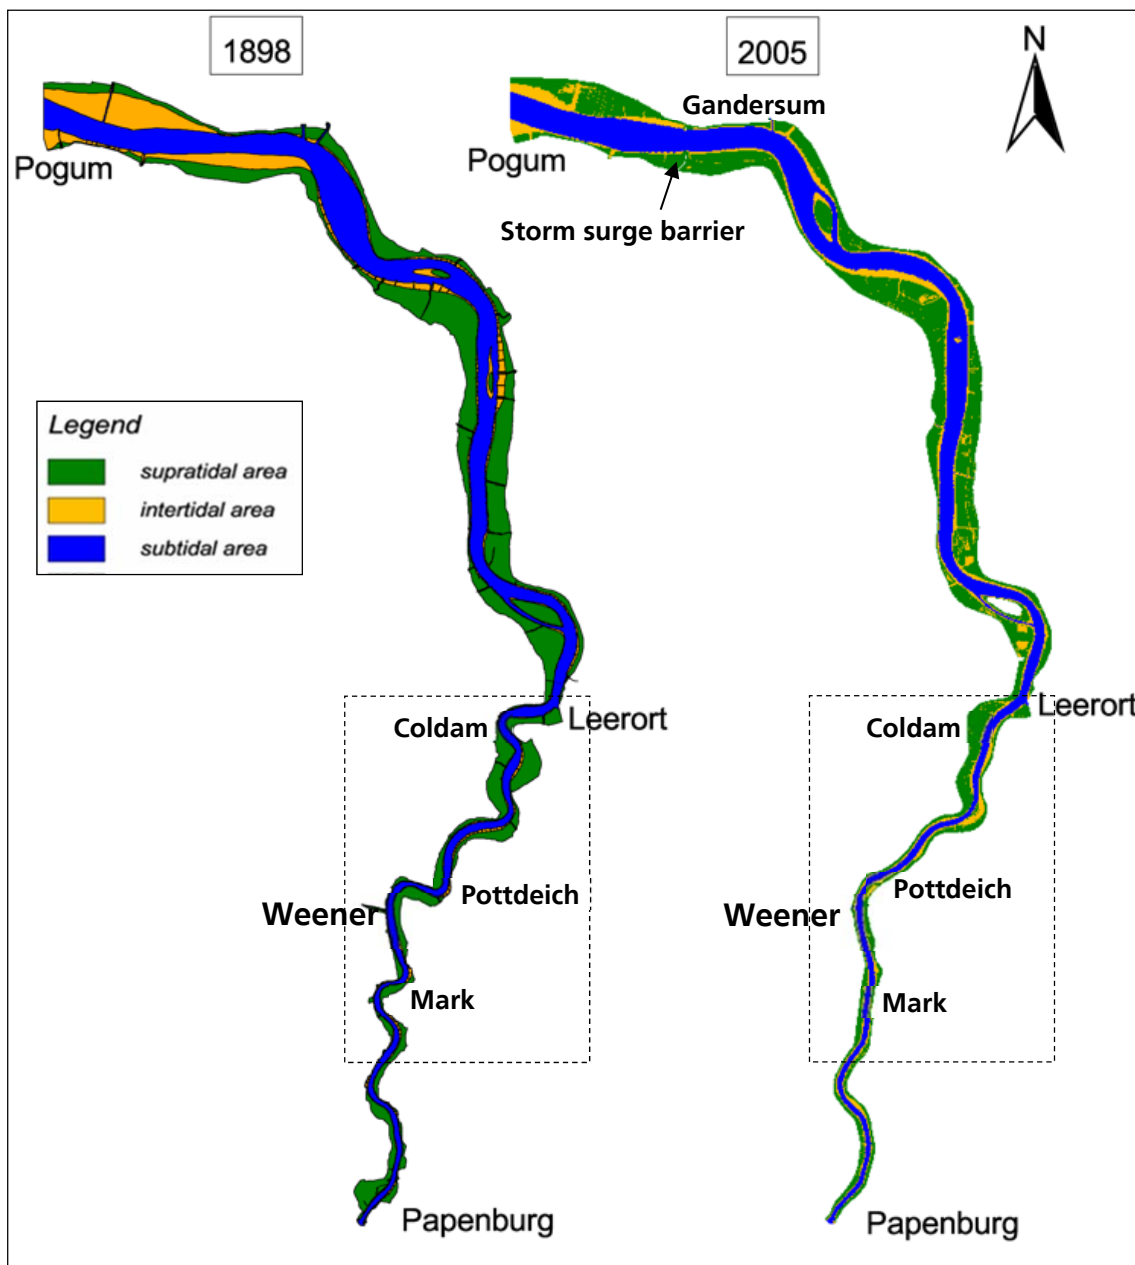 1898
2005
N
Gandersum
Pogum
Pogum
Storm surge barrier
Legend
supratidal area
intertidal area
subtidal area
Coldam
Leerort
Coldam
Leerort
Pottdeich
Pottdeich
Weener
Weener
Mark
Mark
Papenburg
Papenburg